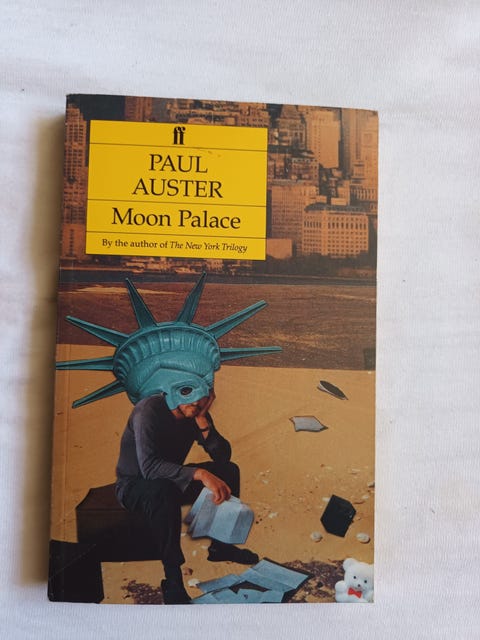 ff
PAUL
AUSTER
Moon Palace
By the author of The New York Trilogy